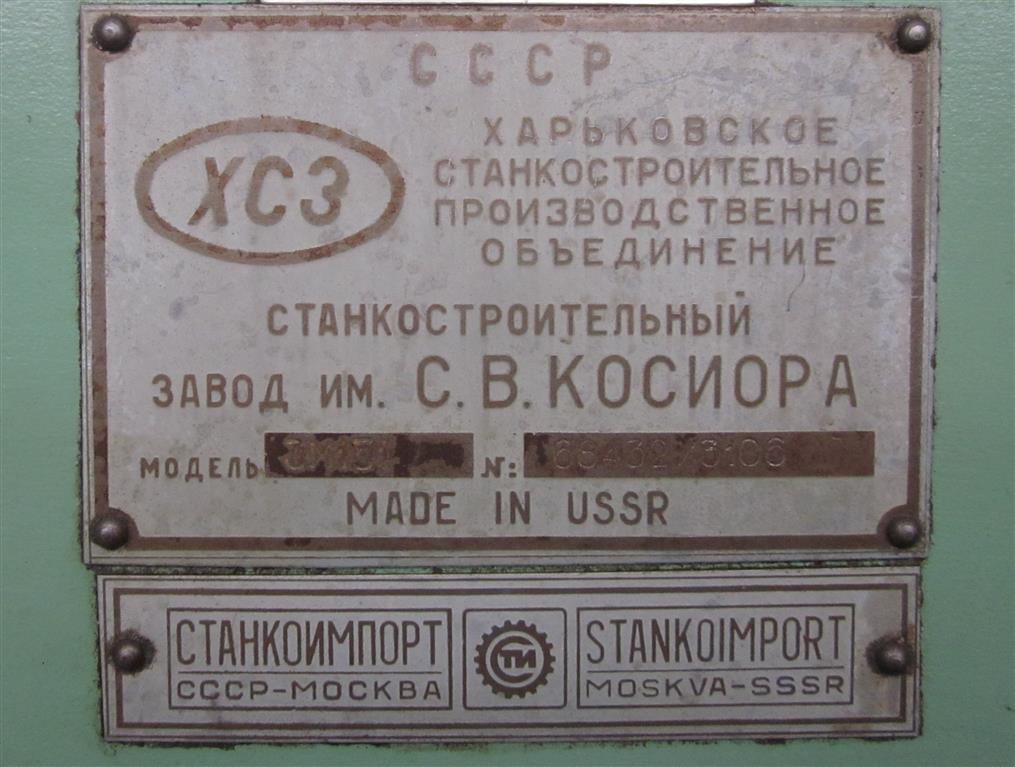 СССР
ХСЗ
ХАРЬКОВСКОЕ
СТАНКОСТРОИТЕЛЬНОЕ
ПРОИЗВОДСТВЕННОЕ
ОБЪЕДИНЕНИЕ
СТАНКОСТРОИТЕЛЬНЫЙ
ЗАВОД ИМ. С. В. КОСИОРА
МОДЕЛЬ N:
MADE IN USSR
СТАНКОИМПОРТ
СССР-МОСКВА
СТИ
STANKOIMPORT
MOSKVA-SSSR